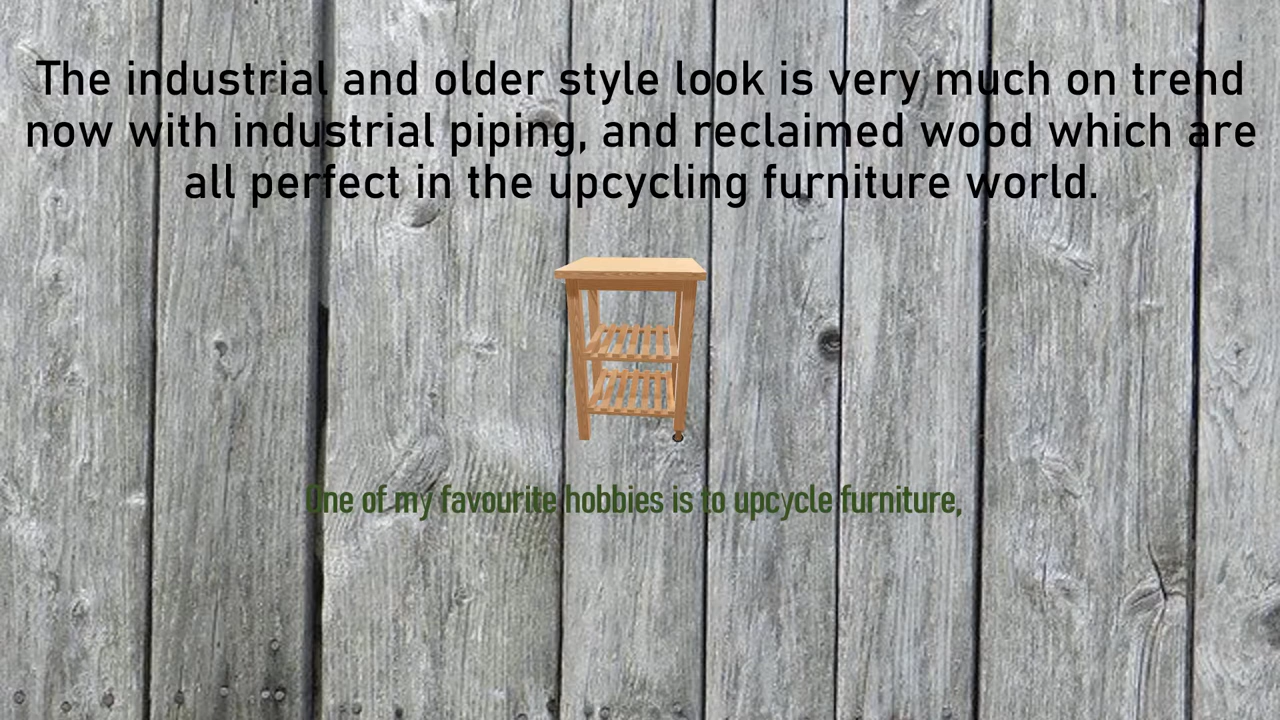 The industrial and older style look is very much on trend
now with industrial piping, and reclaimed wood which are
all perfect in the upcycling furniture world.
One of my favourite hobbies is to upcycle furniture,